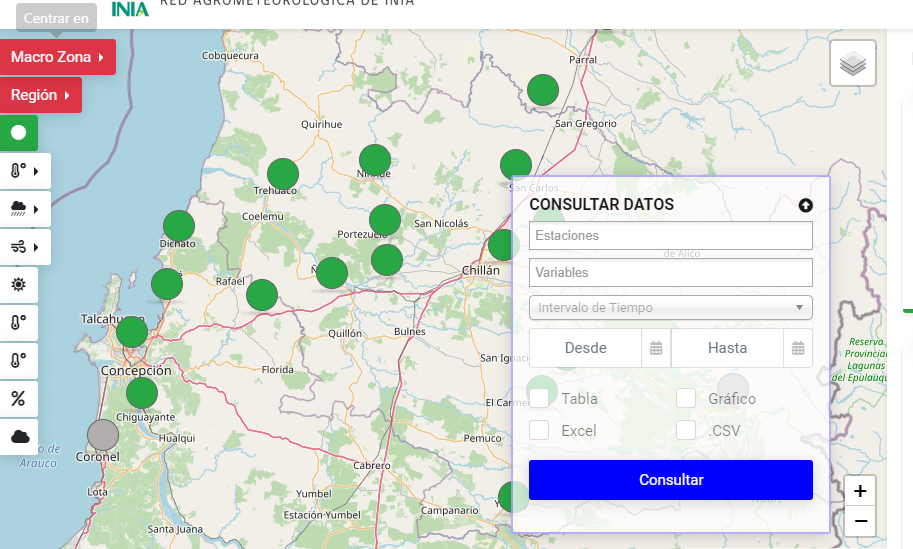 INIA
RED AGROMETEOROLÓGICA DE INIA
Centrar en
Macro Zona
Región
Cobquecura
Parral
Quirihue
San Gregorio
Ninhue
Trehuaco
San Carlos
Coelemu
San Nicolás
Portezuelo
Dichato
de Alico
Chillán
Rafael
Talcahuano
Quillón
Bulnes
Concepción
Florida
San Ignacio
El Carmen
Chiguayante
Hualqui
Pemuco
Coronel
Arauco
Lota
Cabrero
Yumbel
Estación Yumbel
Campanario
Santa Juana
Reserva
Provincial
Lagunas
del Epulauq
CONSULTAR DATOS
Estaciones
Variables
Intervalo de Tiempo
Desde
Hasta
Tabla
Gráfico
Excel
.CSV
Consultar
%
+
−